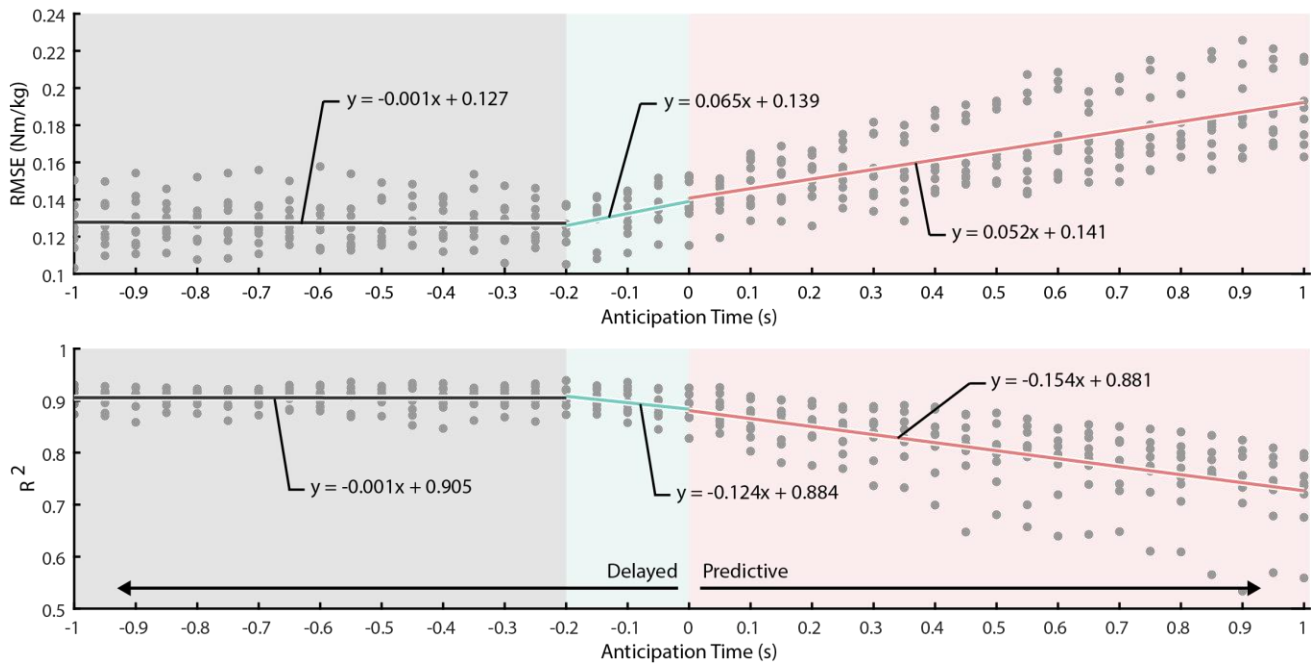 0.24
0.22
0.2
0.18
0.16
0.14
0.12
0.1
RMSE (Nm/kg)
y = -0.001x + 0.127
y = 0.065x + 0.139
y = 0.052x + 0.141
-1 -0.9 -0.8 -0.7 -0.6 -0.5 -0.4 -0.3 -0.2 -0.1 0 0.1 0.2 0.3 0.4 0.5 0.6 0.7 0.8 0.9 1
Anticipation Time (s)
1
0.9
0.8
0.7
0.6
0.5
R 2
y = -0.154x + 0.881
y = -0.001x + 0.905
y = -0.124x + 0.884
Delayed Predictive
-1 -0.9 -0.8 -0.7 -0.6 -0.5 -0.4 -0.3 -0.2 -0.1 0 0.1 0.2 0.3 0.4 0.5 0.6 0.7 0.8 0.9 1
Anticipation Time (s)